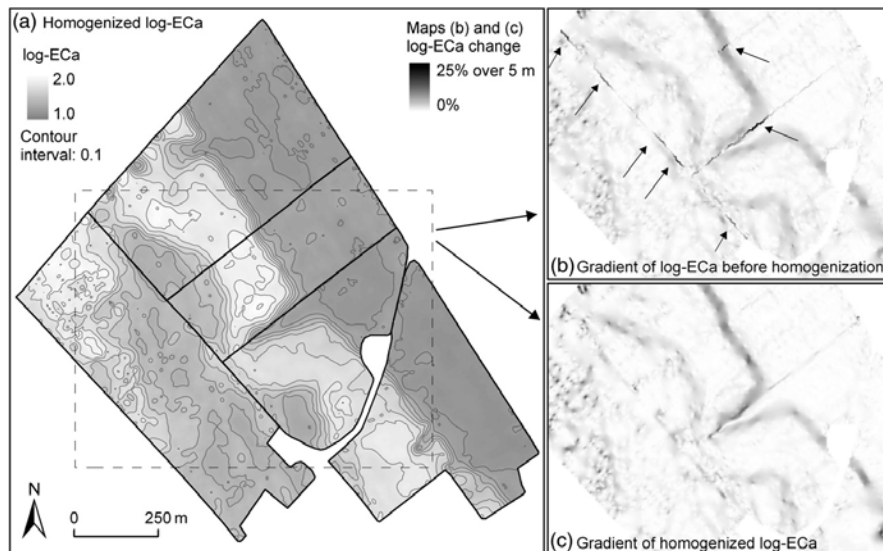 (a) Homogenized log-ECa
log-ECa
2.0
1.0
Contour
interval: 0.1
Maps (b) and (c)
log-ECa change
25% over 5 m
0%
N
0 250 m
(b) Gradient of log-ECa before homogenization
(c) Gradient of homogenized log-ECa